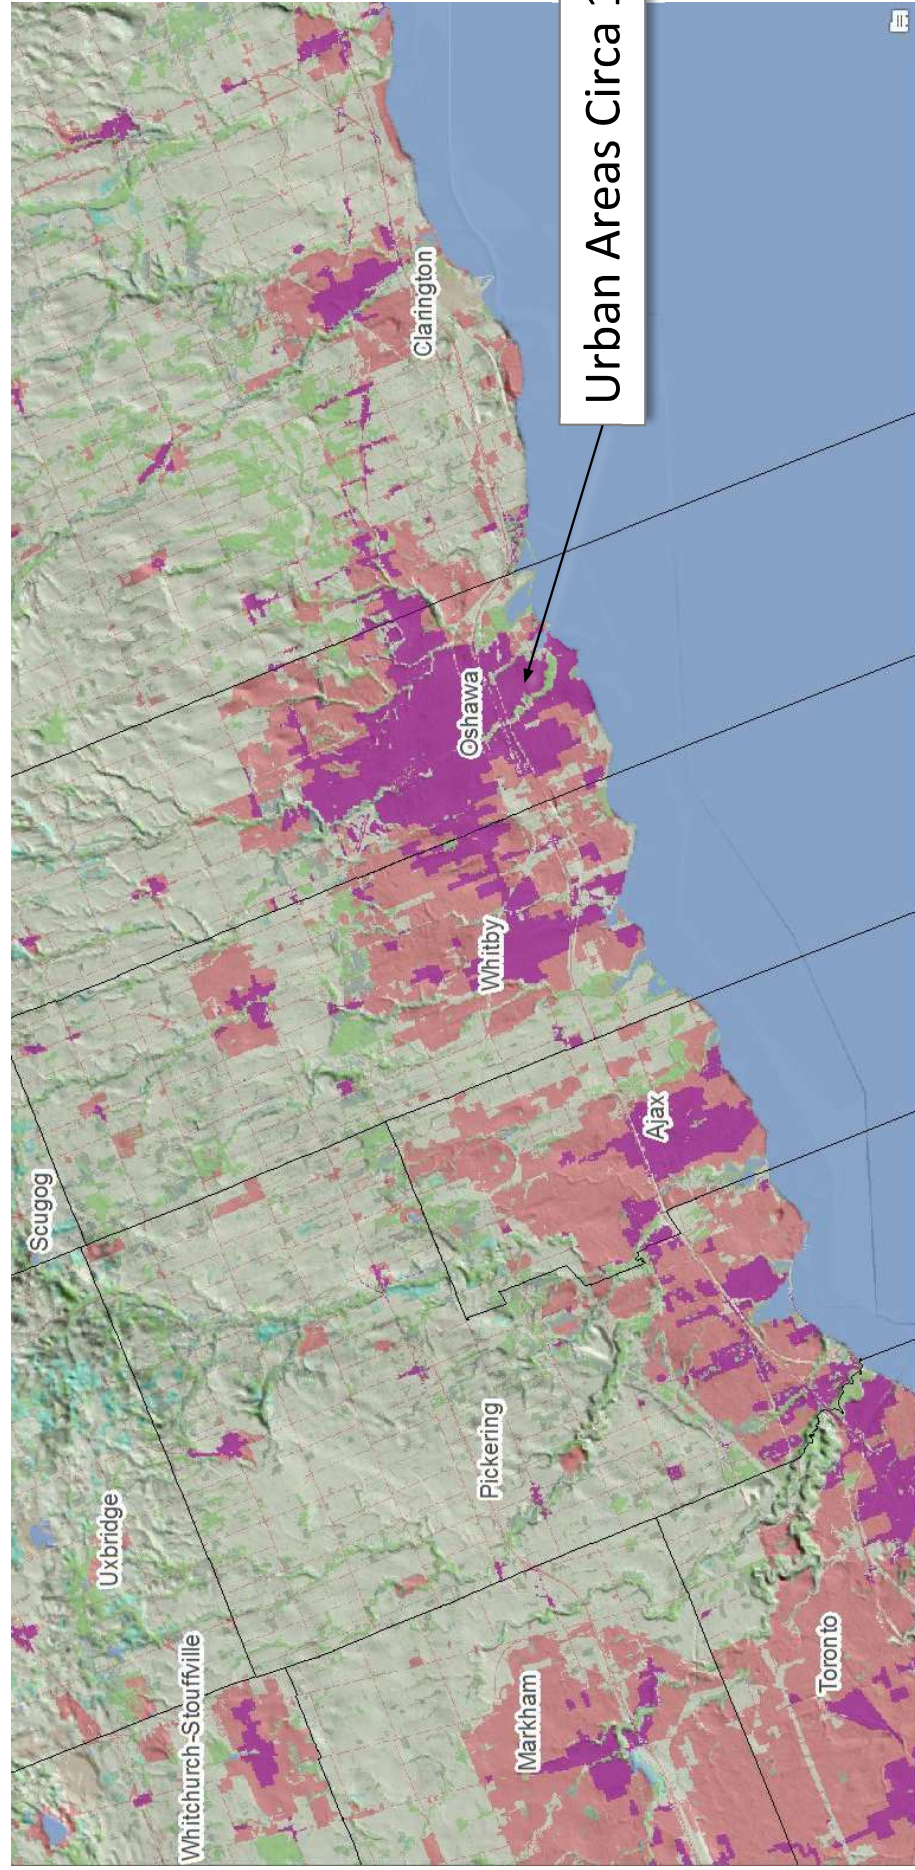 Scugog
Uxbridge
Whitchurch-Stouffville
Clarington
Oshawa
Whitby
Pickering
Markham
Urban Areas Circa
Ajax
Toronto